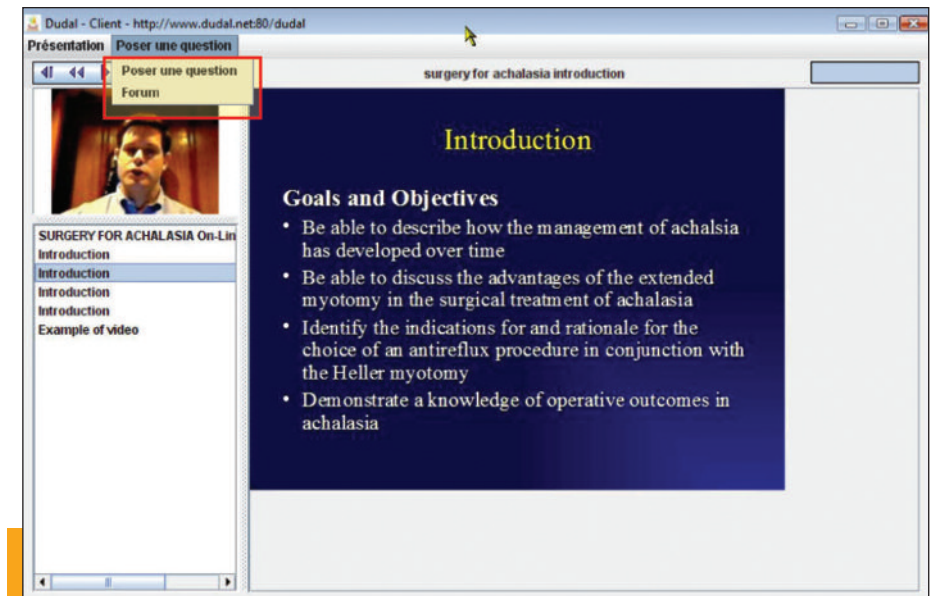 Dudal - Client - http://www.dudal.net:80/dudal
Présentation Poser une question
Poser une question
Forum
surgery for achalasia introduction
Introduction
Goals and Objectives
• Be able to describe how the management of achalsia
has developed over time
• Be able to discuss the advantages of the extended
myotomy in the surgical treatment of achalasia
• Identify the indications for and rationale for the
choice of an antireflux procedure in conjunction with
the Heller myotomy
• Demonstrate a knowledge of operative outcomes in
achalasia
SURGERY FOR ACHALASIA On-Lin
Introduction
Introduction
Introduction
Introduction
Example of video